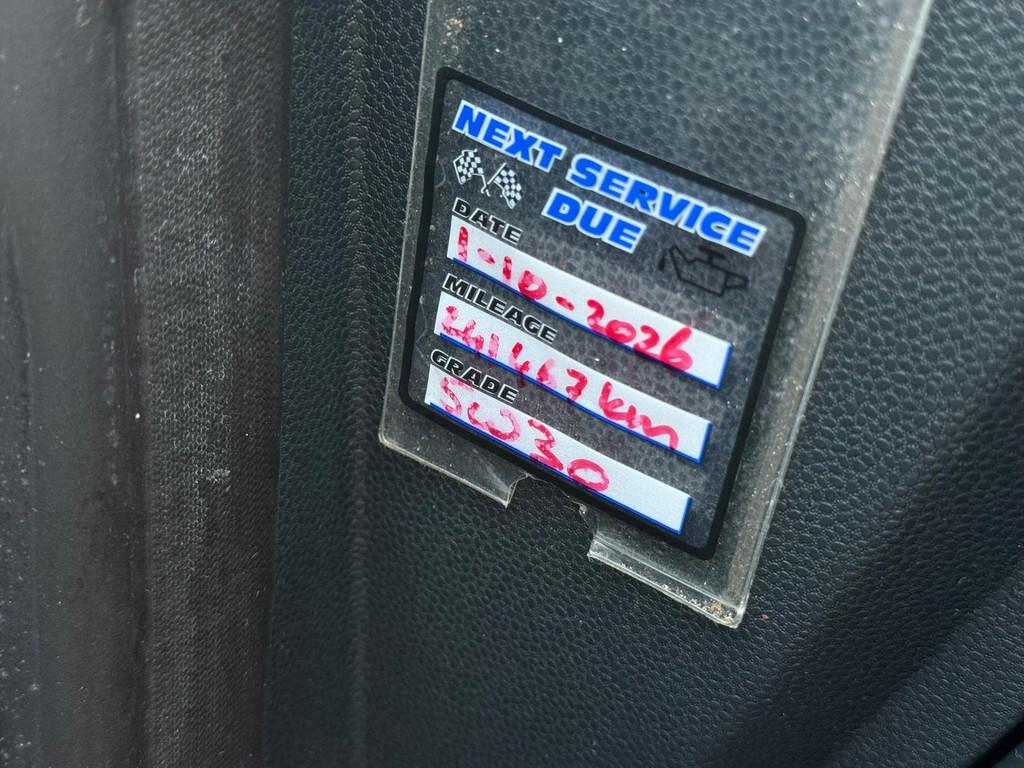 NEXT SERVICE
DUE
DATE
1-10-2026
MILEAGE
241467km
GRADE
5W30